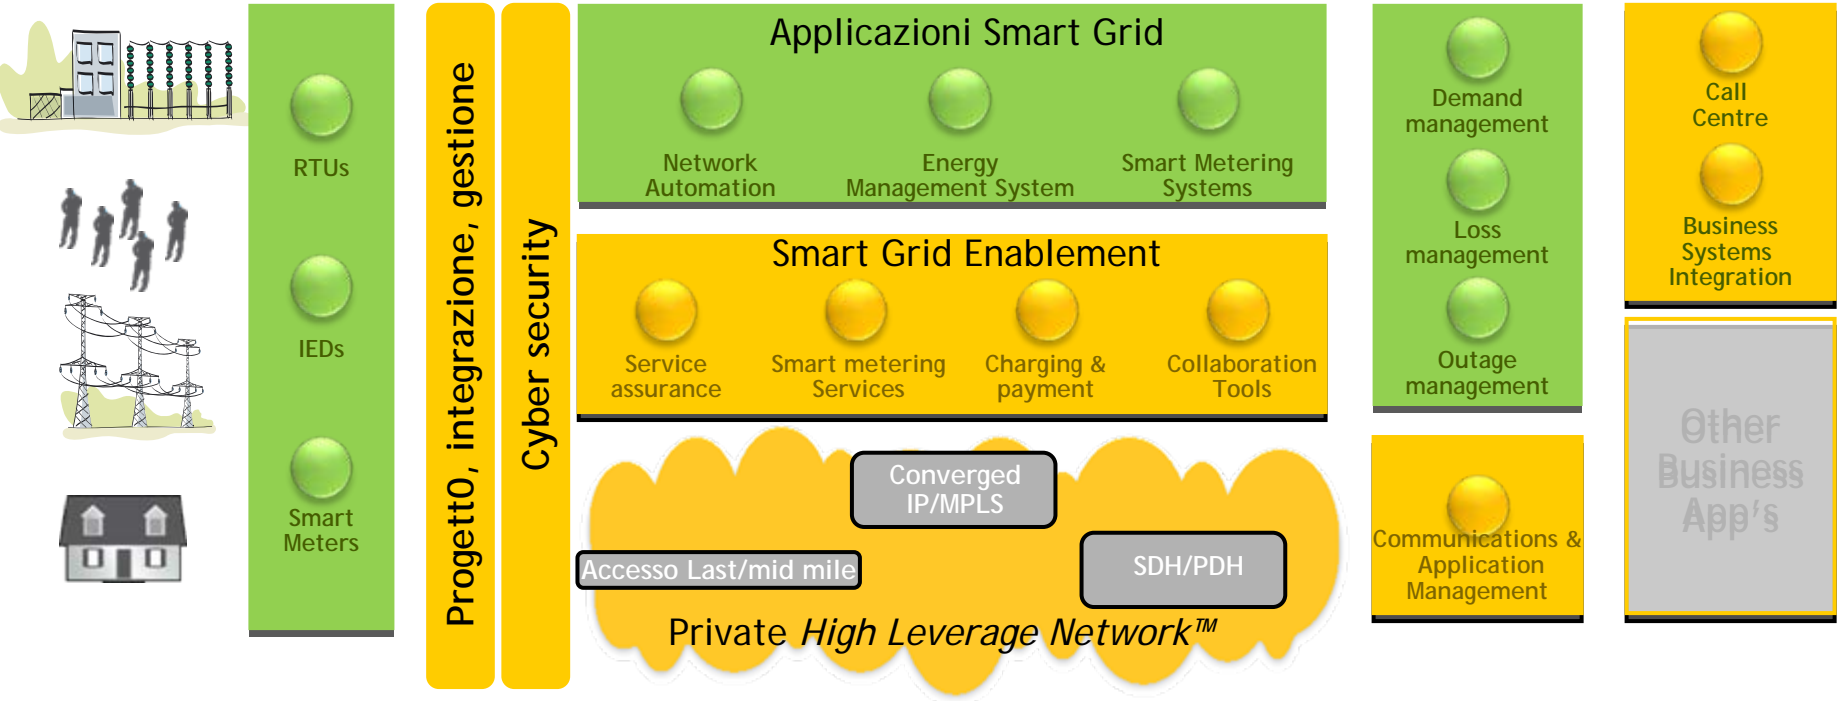 RTUs
IEDs
Smart
Meters
Progetto, integrazione, gestione
Cyber security
Applicazioni Smart Grid
Network
Automation
Energy
Management System
Smart Metering
Systems
Smart Grid Enablement
Service
assurance
Smart metering
Services
Charging &
payment
Collaboration
Tools
Converged
IP/MPLS
Accesso Last/mid mile
SDH/PDH
Private High Leverage Network™
Demand
management
Loss
management
Outage
management
Communications &
Application
Management
Call
Centre
Business
Systems
Integration
Other
Business
App's